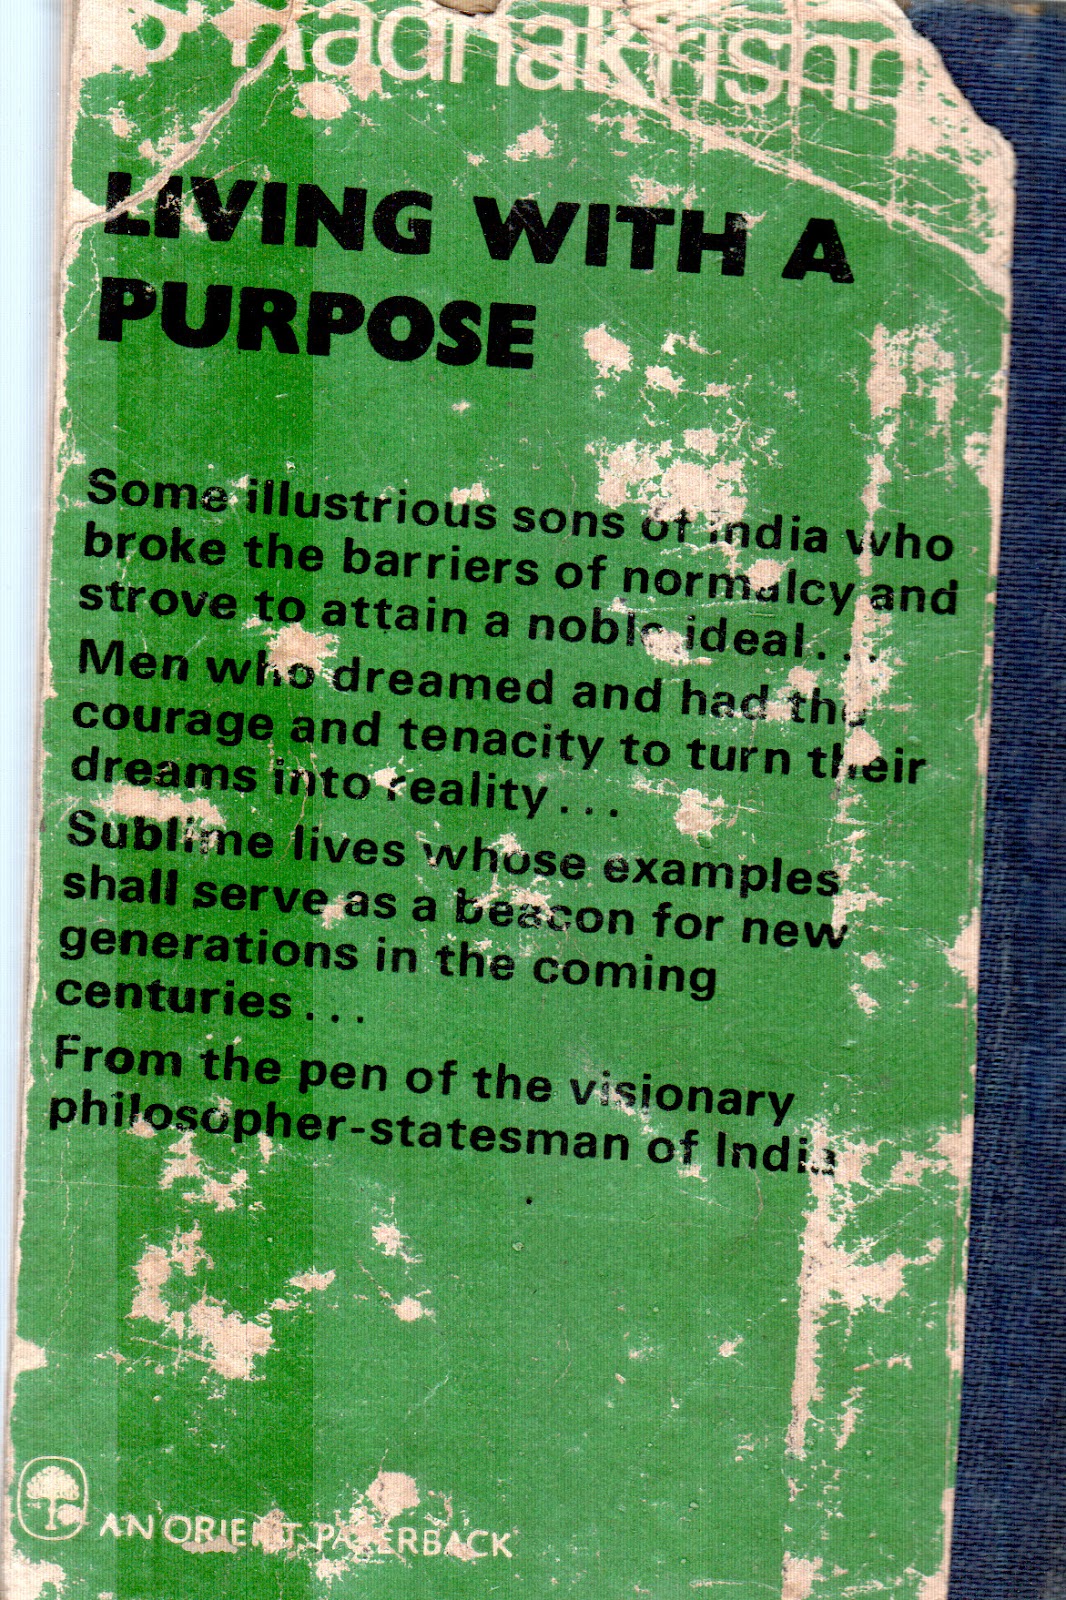 S Radhakrishn
LIVING WITH A
PURPOSE
Some illustrious sons of India who
broke the barriers of normalcy and
strove to attain a noble ideal...
Men who dreamed and had the
courage and tenacity to turn their
dreams into reality...
Sublime lives whose examples
shall serve as a beacon for new
generations in the coming
centuries...
From the pen of the visionary
philosopher-statesman of India
AN ORIENT PAPERBACK